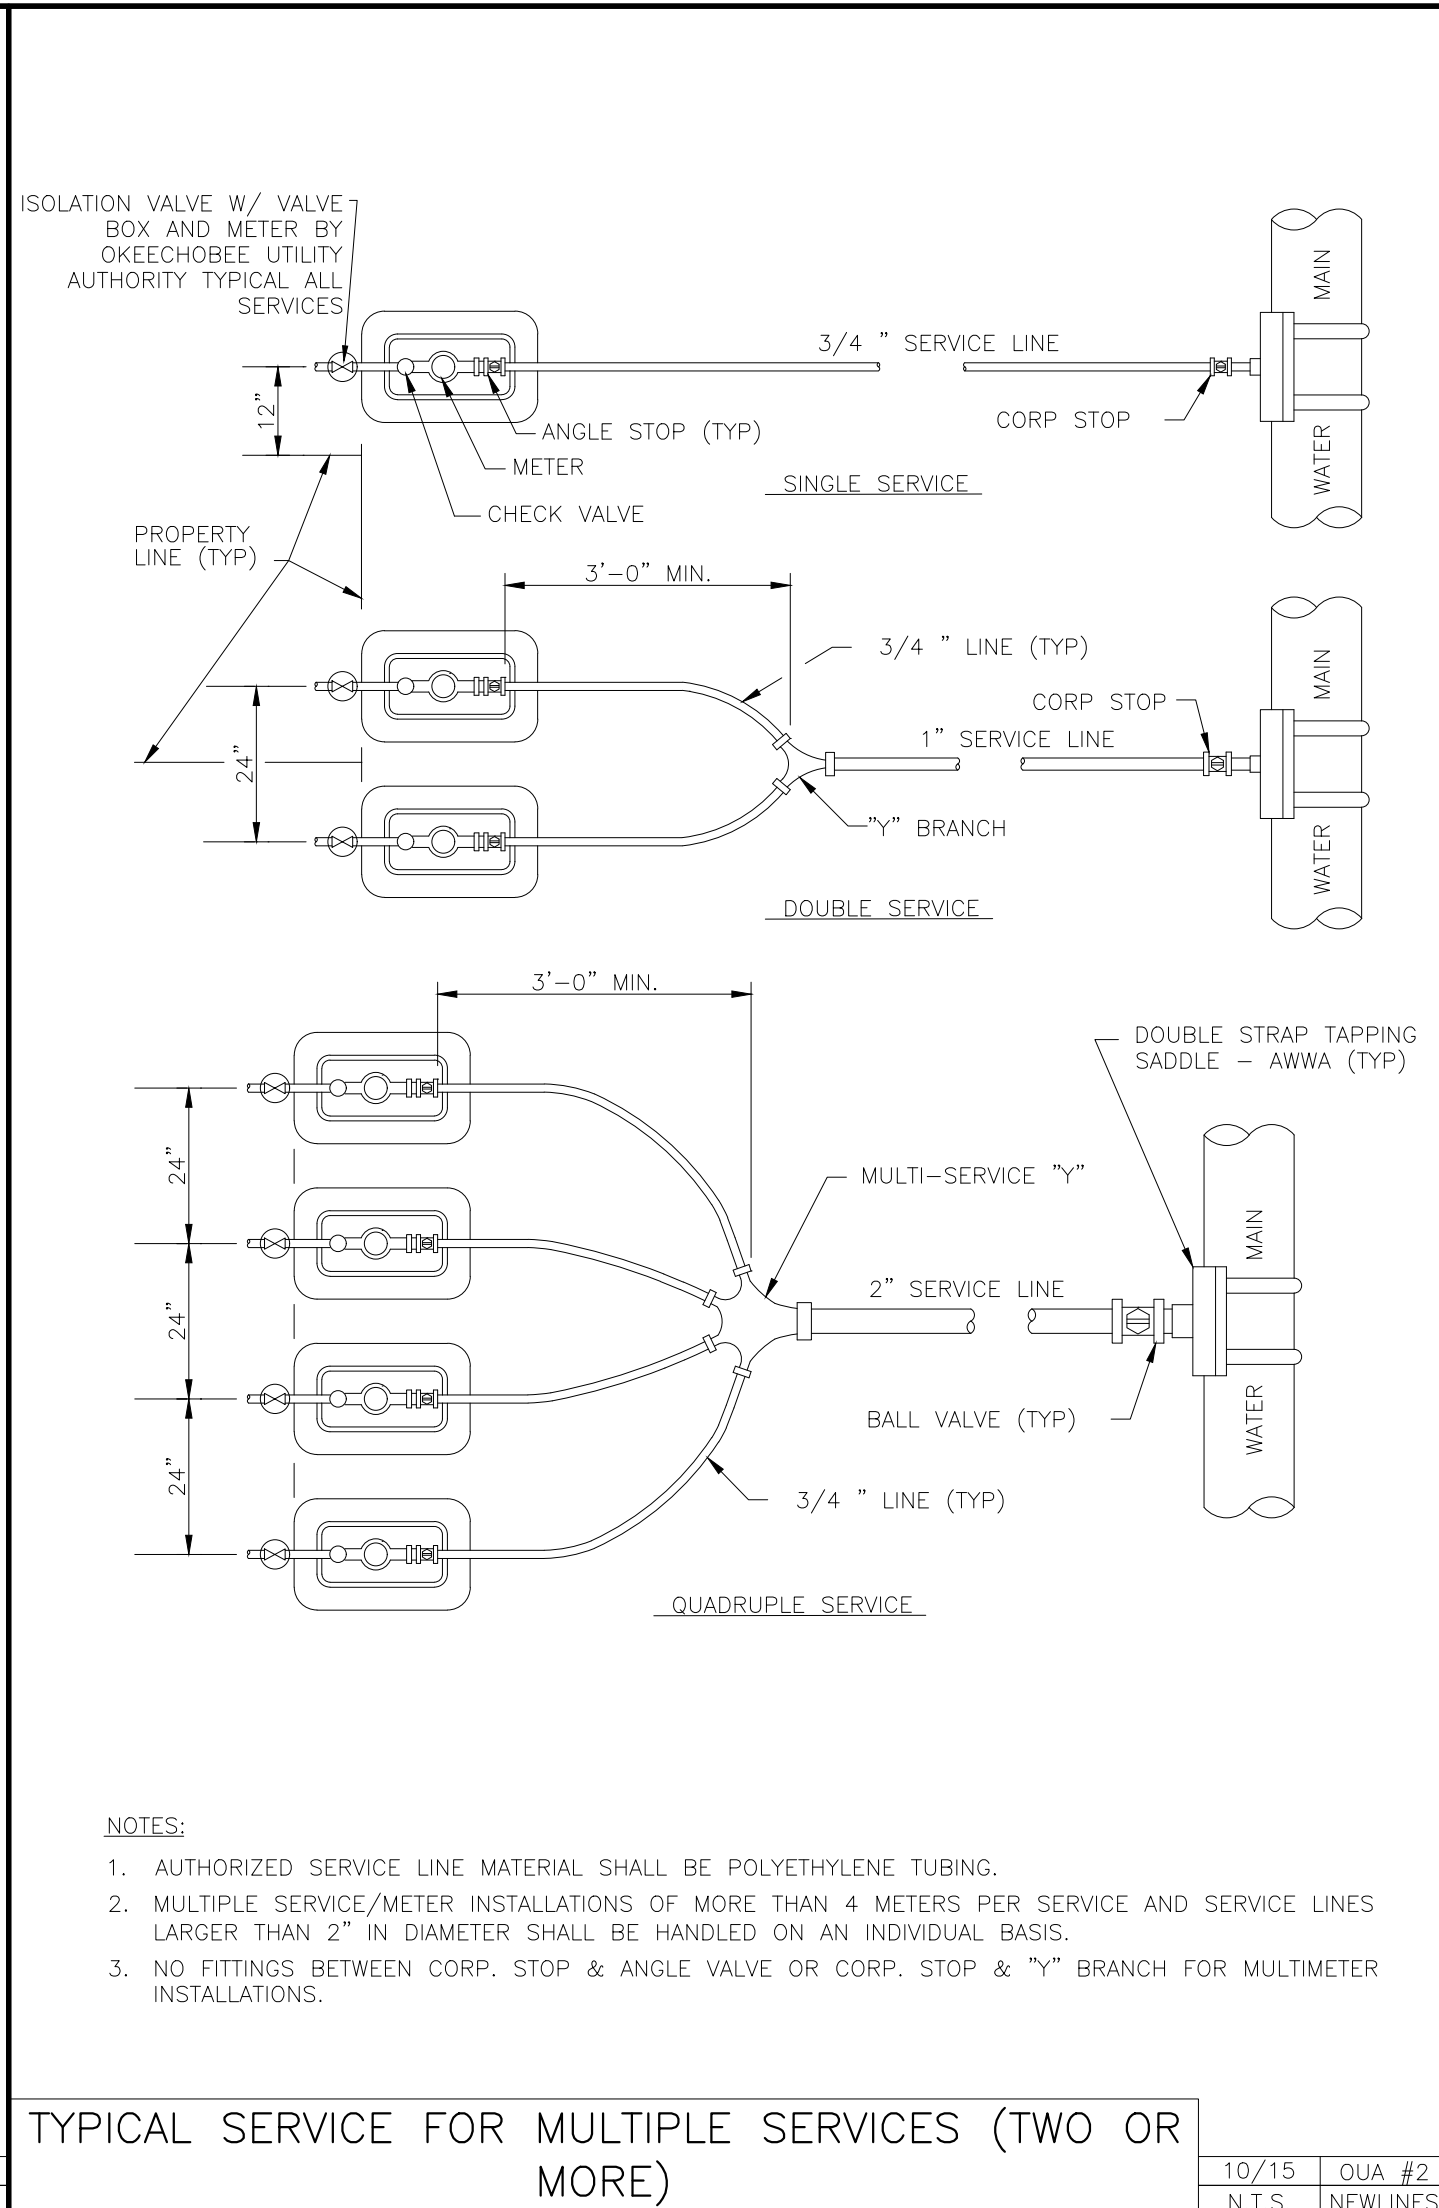 ISOLATION VALVE W/ VALVE
BOX AND METER BY
OKEECHOBEE UTILITY
AUTHORITY TYPICAL ALL
SERVICES
3/4 " SERVICE LINE
MAIN
WATER
CORP STOP
12"
ANGLE STOP (TYP)
METER
CHECK VALVE
SINGLE SERVICE
PROPERTY
LINE (TYP)
3'-0" MIN.
3/4 " LINE (TYP)
CORP STOP
1" SERVICE LINE
MAIN
WATER
24"
"Y" BRANCH
DOUBLE SERVICE
3'-0" MIN.
DOUBLE STRAP TAPPING
SADDLE - AWWA (TYP)
24"
24"
24"
MULTI-SERVICE "Y"
2" SERVICE LINE
MAIN
WATER
BALL VALVE (TYP)
3/4 " LINE (TYP)
QUADRUPLE SERVICE
NOTES:
1. AUTHORIZED SERVICE LINE MATERIAL SHALL BE POLYETHYLENE TUBING.
2. MULTIPLE SERVICE/METER INSTALLATIONS OF MORE THAN 4 METERS PER SERVICE AND SERVICE LINES
LARGER THAN 2" IN DIAMETER SHALL BE HANDLED ON AN INDIVIDUAL BASIS.
3. NO FITTINGS BETWEEN CORP. STOP & ANGLE VALVE OR CORP. STOP & "Y" BRANCH FOR MULTIMETER
INSTALLATIONS.
TYPICAL SERVICE FOR MULTIPLE SERVICES (TWO OR
MORE)
10/15 OUA #2
N.T.S. NEWLINES